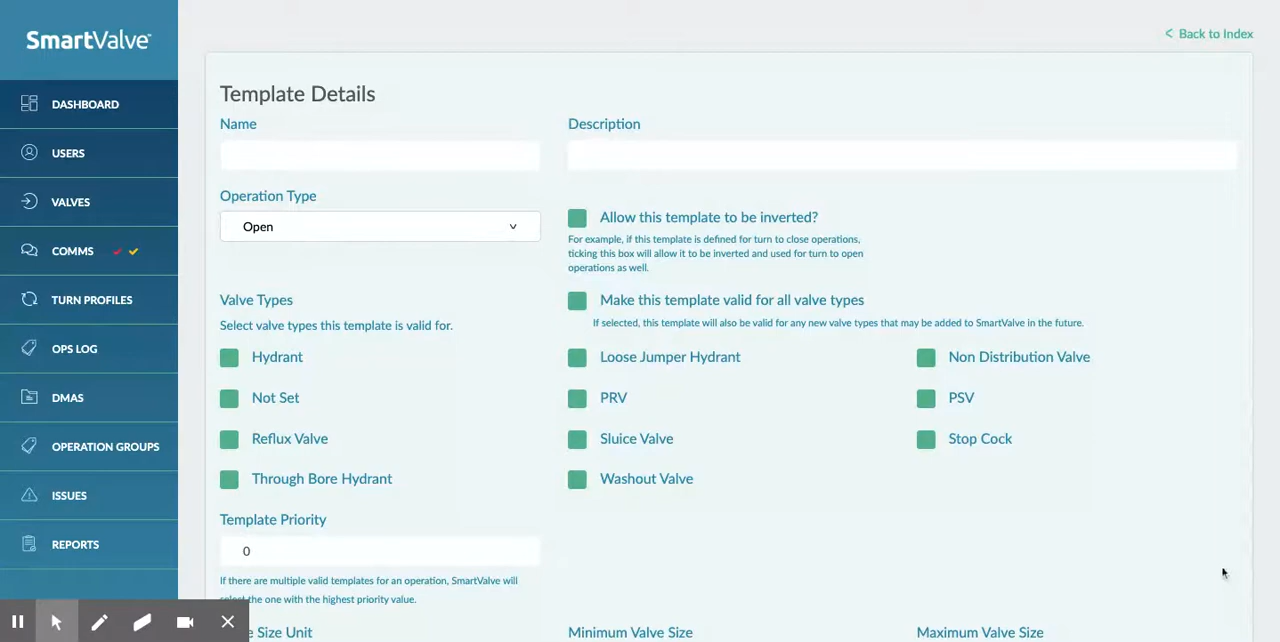 SmartValve
DASHBOARD
USERS
VALVES
COMMS
TURN PROFILES
OPS LOG
DMAS
OPERATION GROUPS
ISSUES
REPORTS
< Back to Index
Template Details
Name
Description
Operation Type
Open
Allow this template to be inverted?
For example, if this template is defined for turn to close operations,
ticking this box will allow it to be inverted and used for turn to open
operations as well.
Valve Types
Select valve types this template is valid for.
Make this template valid for all valve types
If selected, this template will also be valid for any new valve types that may be added to SmartValve in the future.
Hydrant
Loose Jumper Hydrant
Non Distribution Valve
Not Set
PRV
PSV
Reflux Valve
Sluice Valve
Stop Cock
Through Bore Hydrant
Washout Valve
Template Priority
0
If there are multiple valid templates for an operation, SmartValve will
select the one with the highest priority value.
Size Unit
Minimum Valve Size
Maximum Valve Size